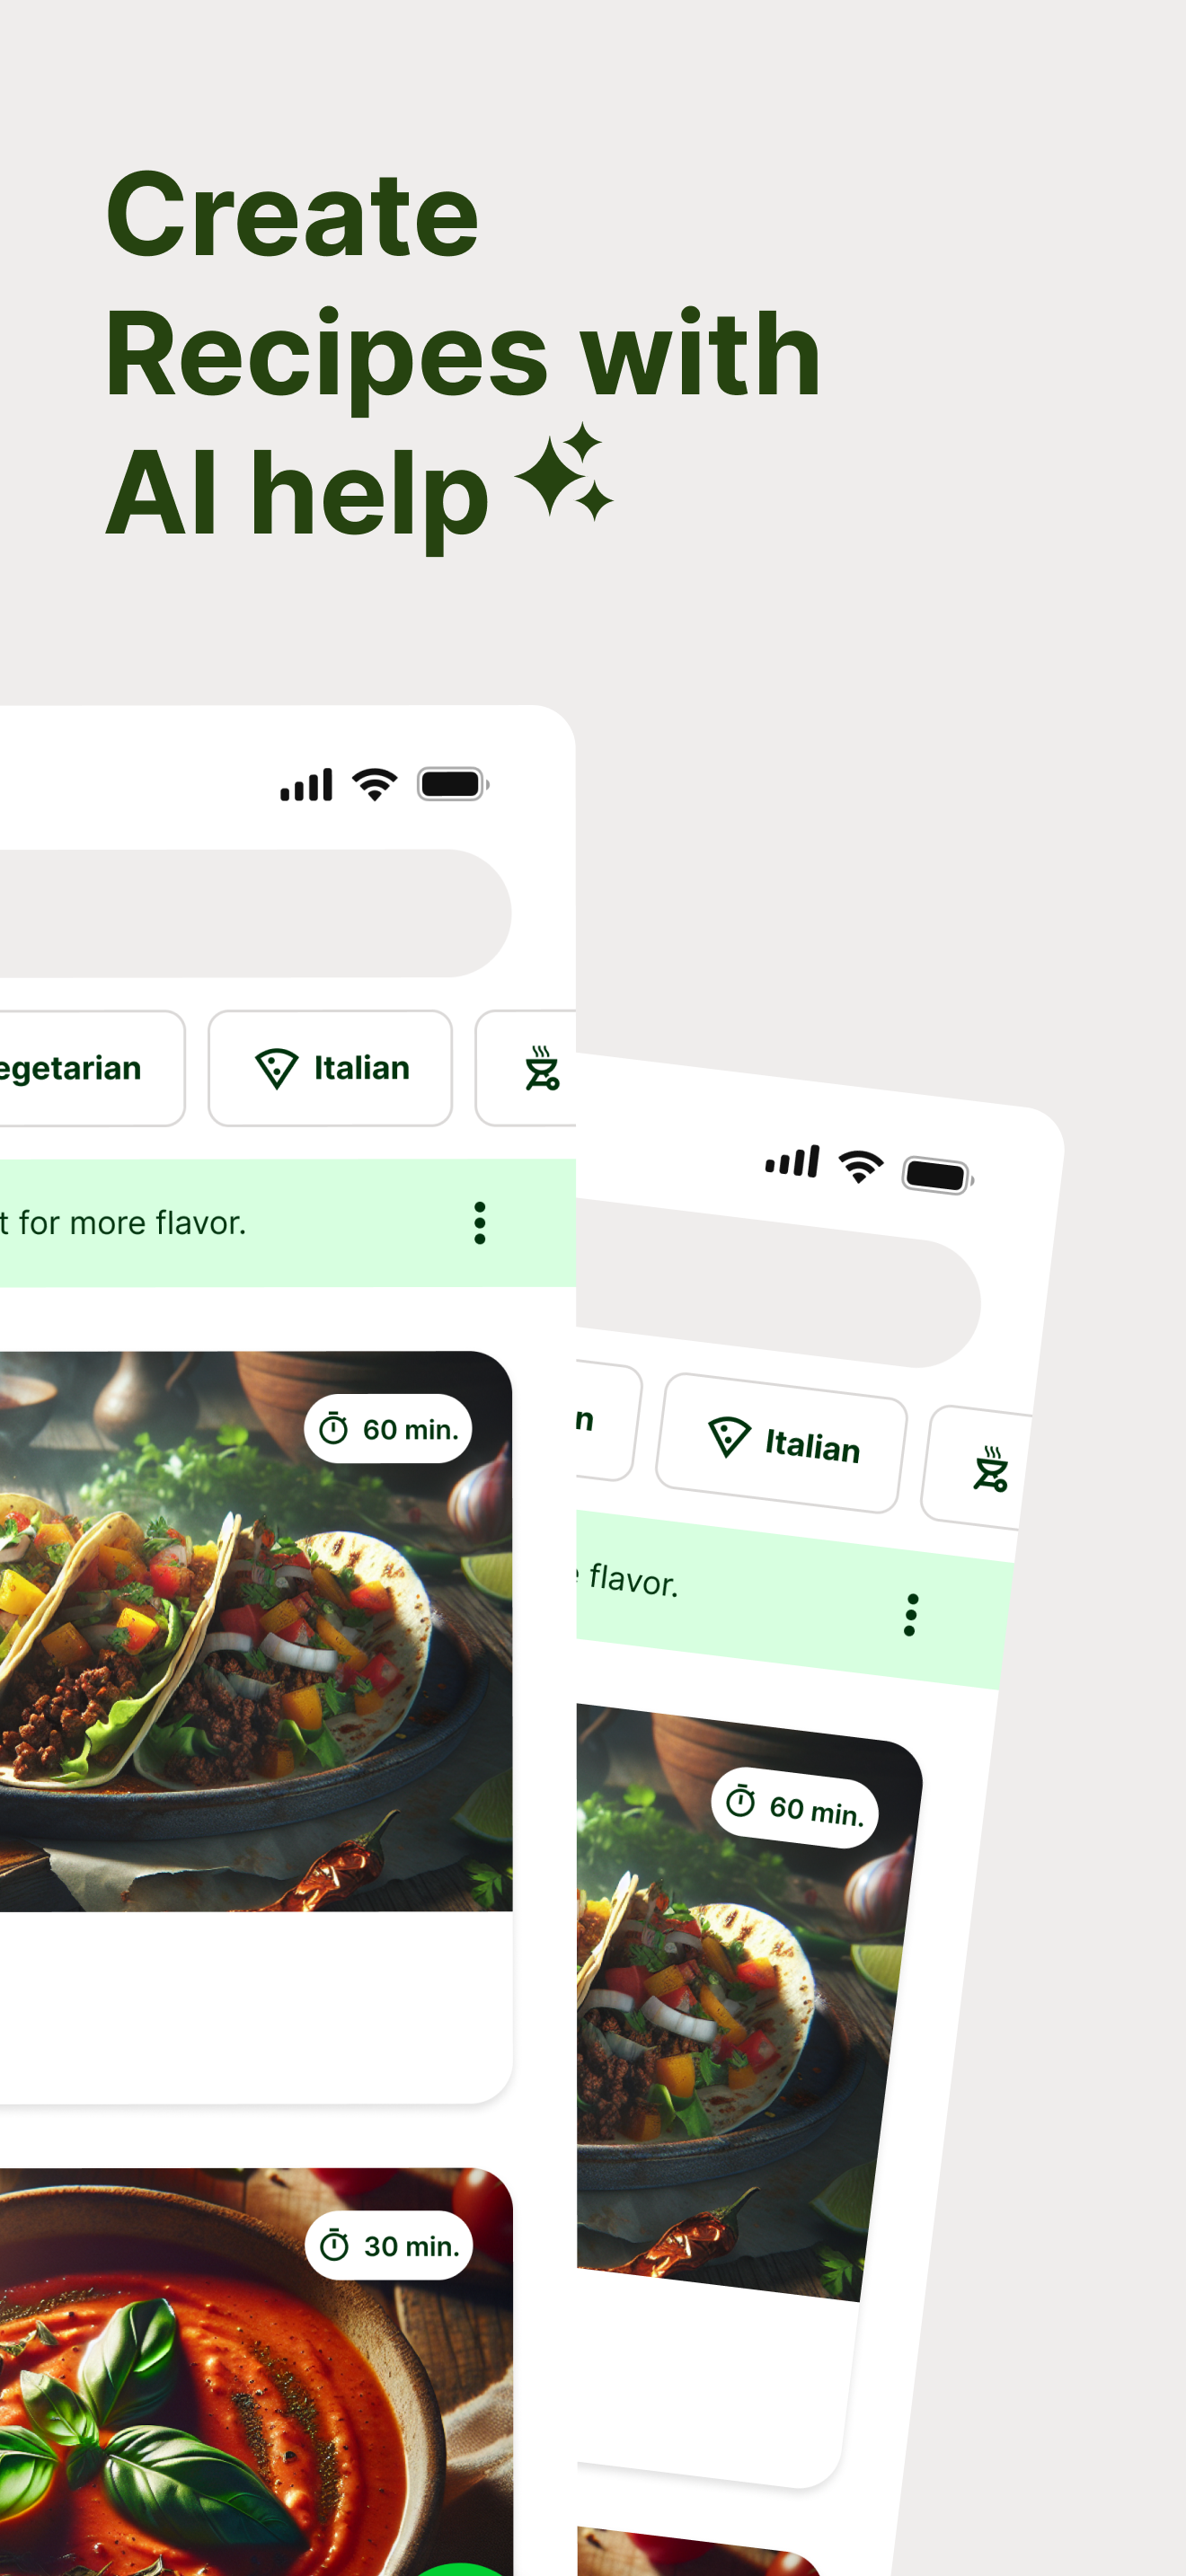 Create
Recipes with
AI help
egetarian
Italian
t for more flavor.
60 min.
30 min.
n
Italian
flavor.
60 min.